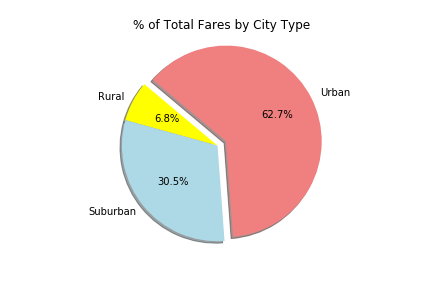 % of Total Fares by City Type
Urban
Rural
62.7%
6.8%
30.5%
Suburban